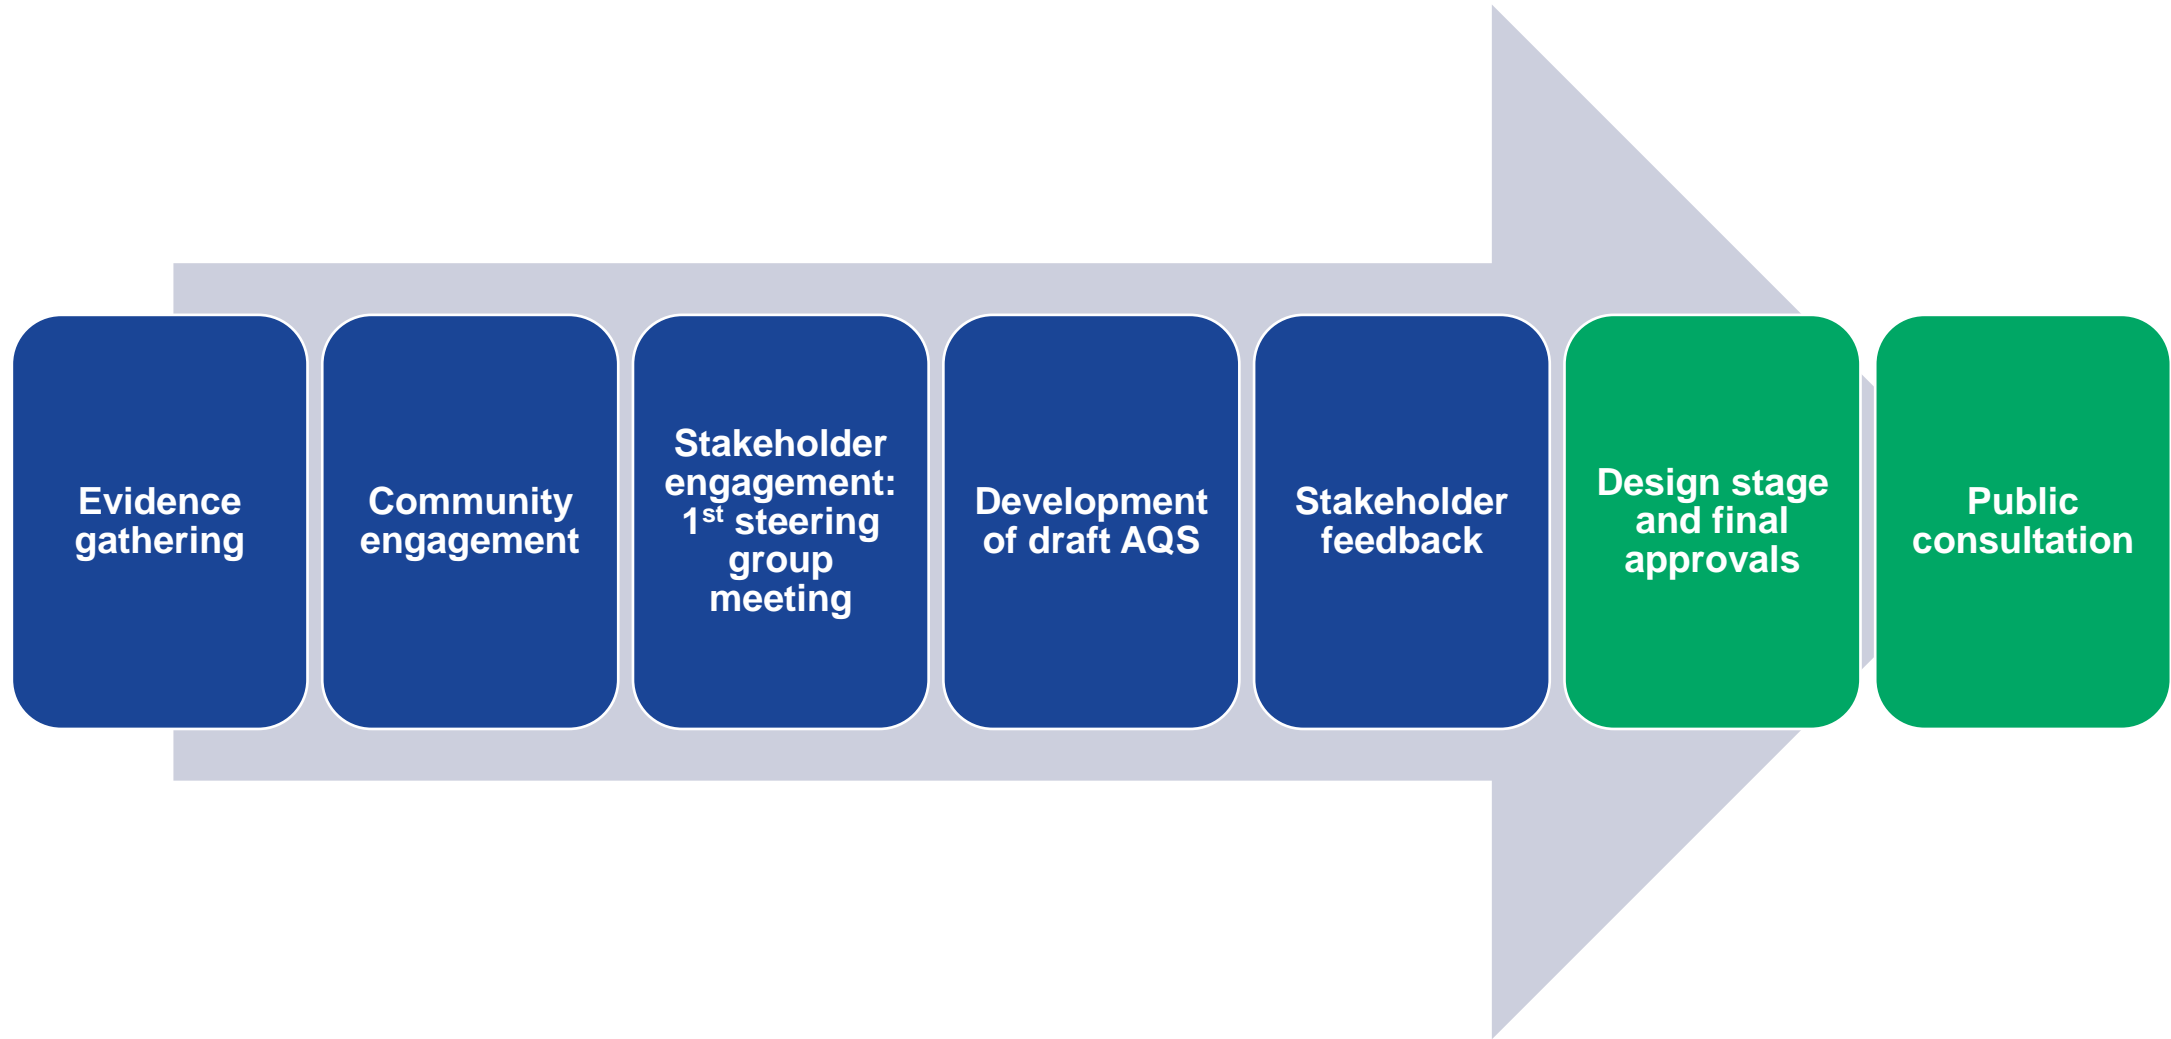 Evidence
gathering
Community
engagement
Stakeholder
engagement:
1st steering
group
meeting
Development
of draft AQS
Stakeholder
feedback
Design stage
and final
approvals
Public
consultation